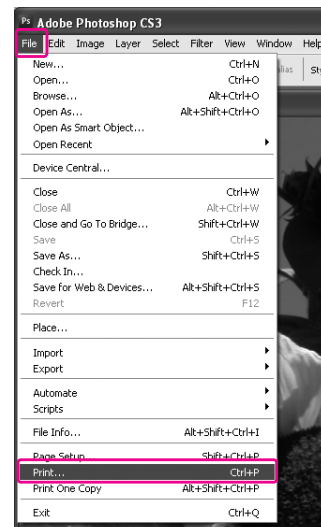 Ps Adobe Photoshop CS3
File Edit Image Layer Select Filter View Window Help
New... Ctrl+N
Open... Ctrl+O
Browse... Alt+Ctrl+O
Open As... Alt+Shift+Ctrl+O
Open As Smart Object...
Open Recent
Device Central...
Close Ctrl+W
Close All Alt+Ctrl+W
Close and Go To Bridge... Shift+Ctrl+W
Save Ctrl+S
Save As... Shift+Ctrl+S
Check In...
Save for Web & Devices... Alt+Shift+Ctrl+S
Revert F12
Place...
Import
Export
Automate
Scripts
File Info... Alt+Shift+Ctrl+I
Page Setup... Shift+Ctrl+P
Print... Ctrl+P
Print One Copy Alt+Shift+Ctrl+P
Exit Ctrl+Q